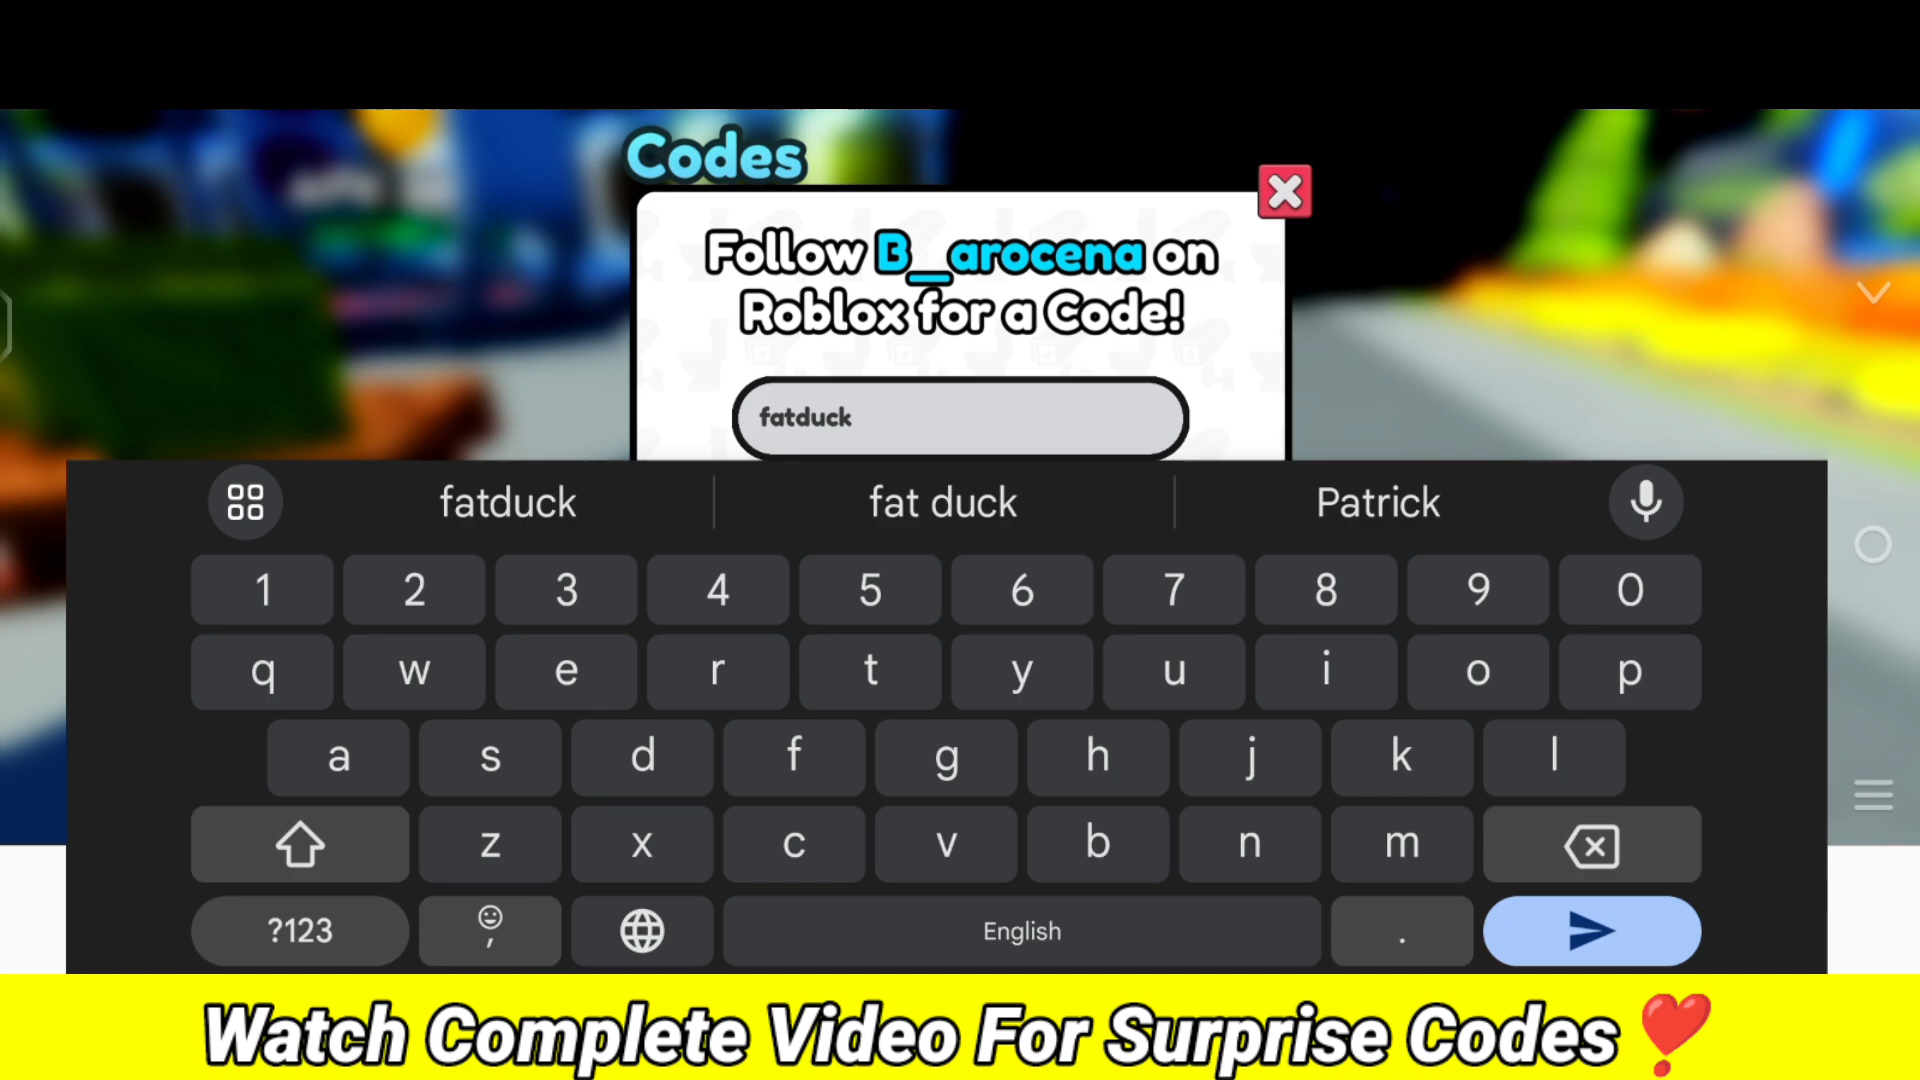 Codes
Follow B_arocena on
Roblox for a Code!
fatduck
fatduck fat duck Patrick
1 2 3 4 5 6 7 8 9 0
q w e r t y u i o p
a s d f g h j k l
z x c v b n m
?123 , English .
Watch Complete Video For Surprise Codes